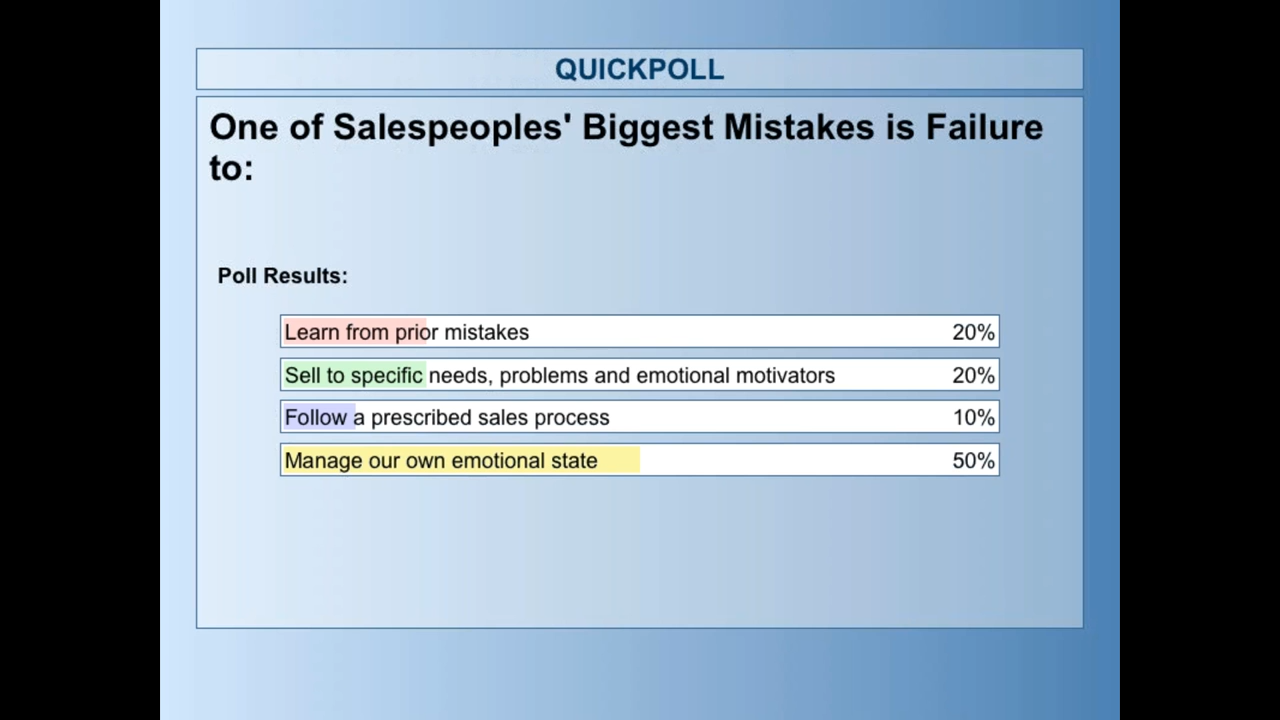 QUICKPOLL
One of Salespeoples' Biggest Mistakes is Failure
to:
Poll Results:
Learn from prior mistakes 20%
Sell to specific needs, problems and emotional motivators 20%
Follow a prescribed sales process 10%
Manage our own emotional state 50%